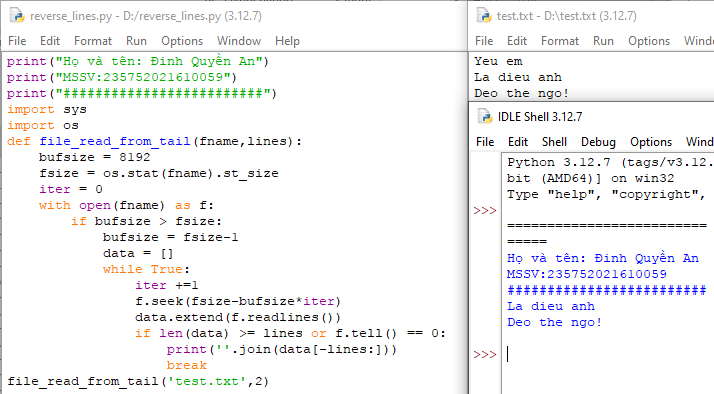 reverse_lines.py - D:/reverse_lines.py (3.12.7)
File Edit Format Run Options Window Help
print("Họ và tên: Đinh Quyền An")
print("MSSV:235752021610059")
print("#########################")
import sys
import os
def file_read_from_tail(fname,lines):
    bufsize = 8192
    fsize = os.stat(fname).st_size
    iter = 0
    with open(fname) as f:
        if bufsize > fsize:
            bufsize = fsize-1
            data = []
            while True:
                iter +=1
                f.seek(fsize-bufsize*iter)
                data.extend(f.readlines())
                if len(data) >= lines or f.tell() == 0:
                    print(''.join(data[-lines:]))
                    break
file_read_from_tail('test.txt',2)
test.txt - D:\test.txt (3.12.7)
File Edit Format Run Options Window
Yeu em
La dieu anh
Deo the ngo!
IDLE Shell 3.12.7
File Edit Shell Debug Options Wind
Python 3.12.7 (tags/v3.12.
bit (AMD64)] on win32
Type "help", "copyright",
>>>
=========================
=====
Họ và tên: Đinh Quyền An
MSSV:235752021610059
#########################
La dieu anh
Deo the ngo!
>>>